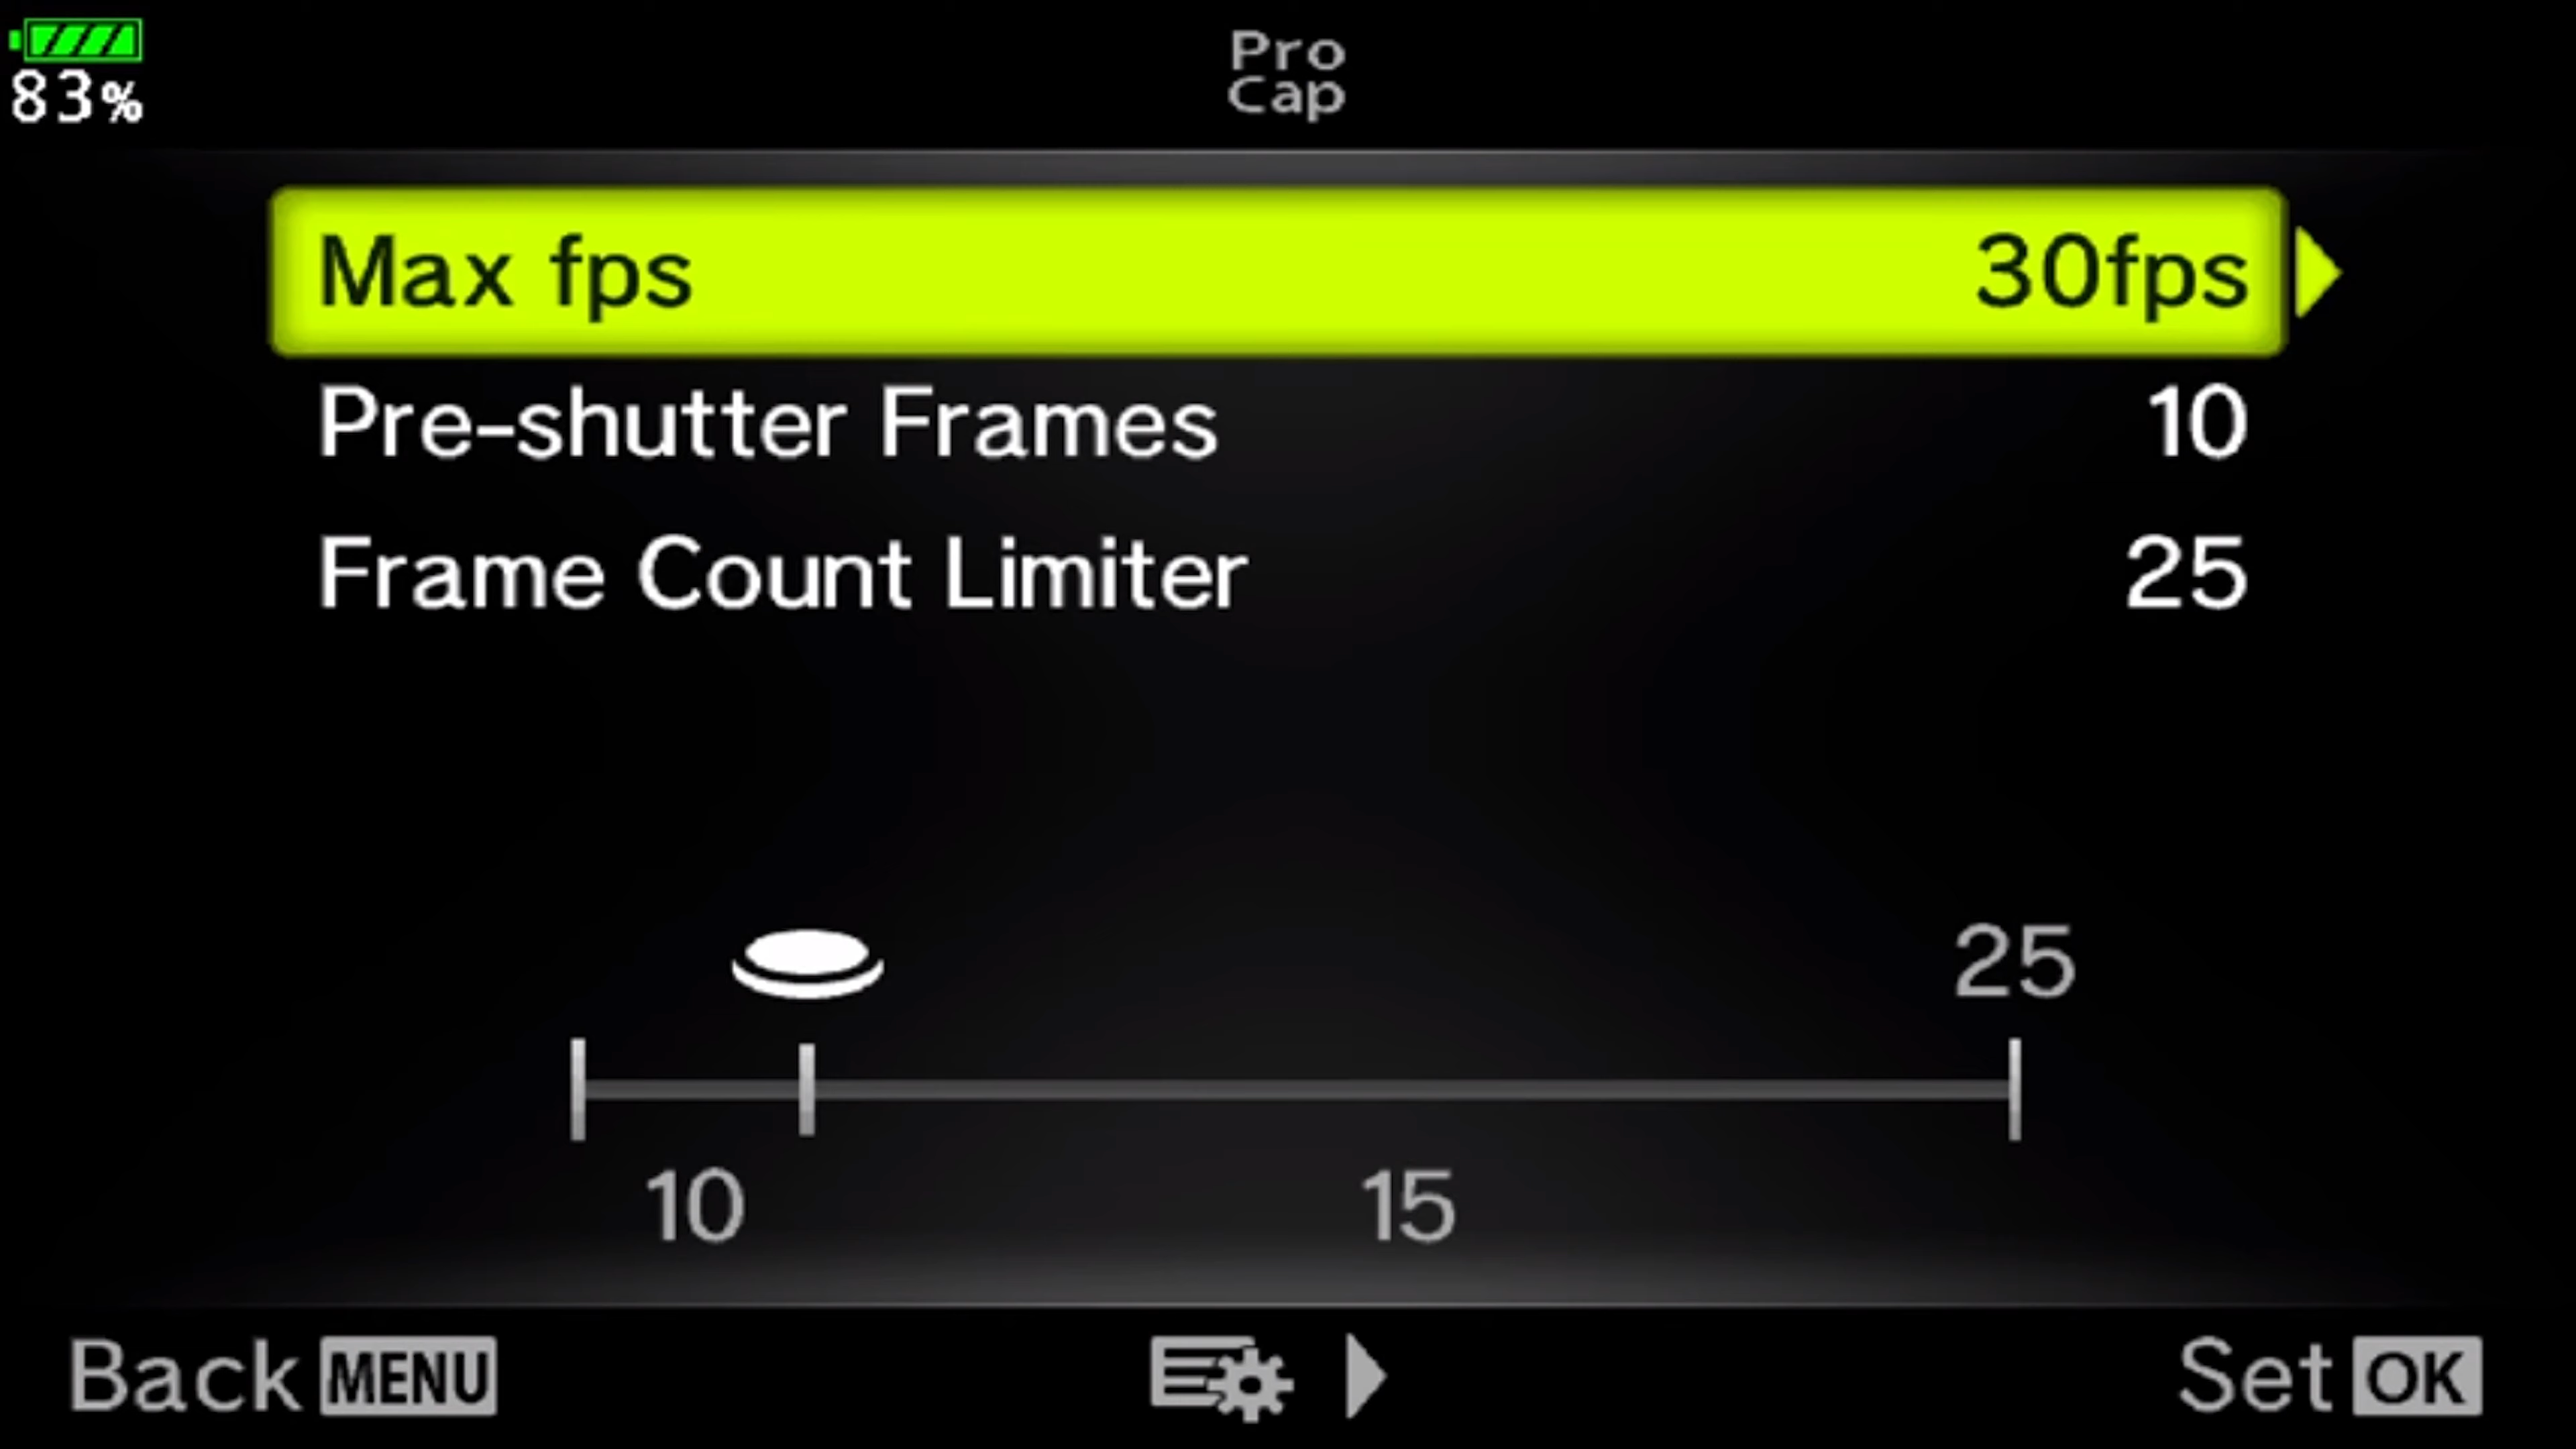 83%
Pro
Cap
Max fps 30fps
Pre-shutter Frames 10
Frame Count Limiter 25
25
10 15
Back MENU Set OK